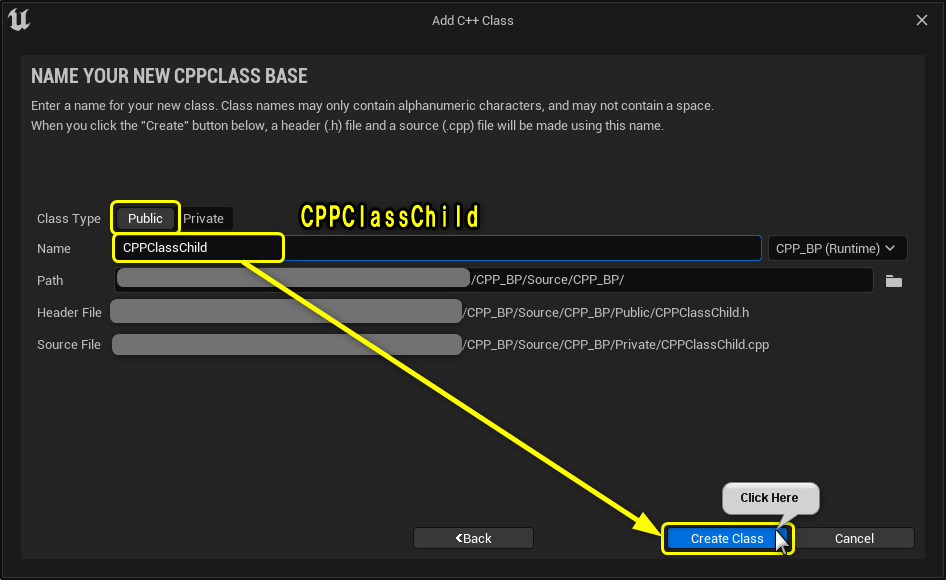 Add C++ Class
NAME YOUR NEW CPPCLASS BASE
Enter a name for your new class. Class names may only contain alphanumeric characters, and may not contain a space.
When you click the "Create" button below, a header (.h) file and a source (.cpp) file will be made using this name.
Class Type Public Private CPPClassChild
Name CPPClassChild CPP_BP (Runtime)
Path /CPP_BP/Source/CPP_BP/
Header File /CPP_BP/Source/CPP_BP/Public/CPPClassChild.h
Source File /CPP_BP/Source/CPP_BP/Private/CPPClassChild.cpp
Click Here
Back Create Class Cancel